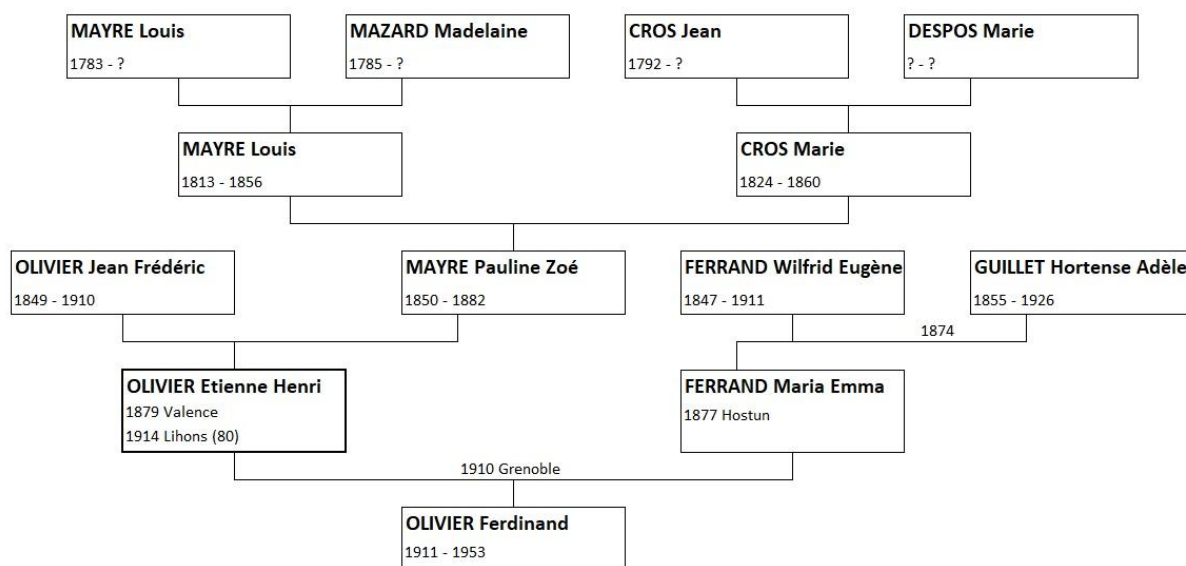 MAYRE Louis
1783 - ?
MAZARD Madelaine
1785 - ?
CROS Jean
1792 - ?
DESPOS Marie
? - ?
MAYRE Louis
1813 - 1856
CROS Marie
1824 - 1860
OLIVIER Jean Frédéric
1849 - 1910
MAYRE Pauline Zoé
1850 - 1882
FERRAND Wilfrid Eugène
1847 - 1911
GUILLET Hortense Adèle
1855 - 1926
1874
OLIVIER Etienne Henri
1879 Valence
1914 Lihons (80)
FERRAND Maria Emma
1877 Hostun
1910 Grenoble
OLIVIER Ferdinand
1911 - 1953